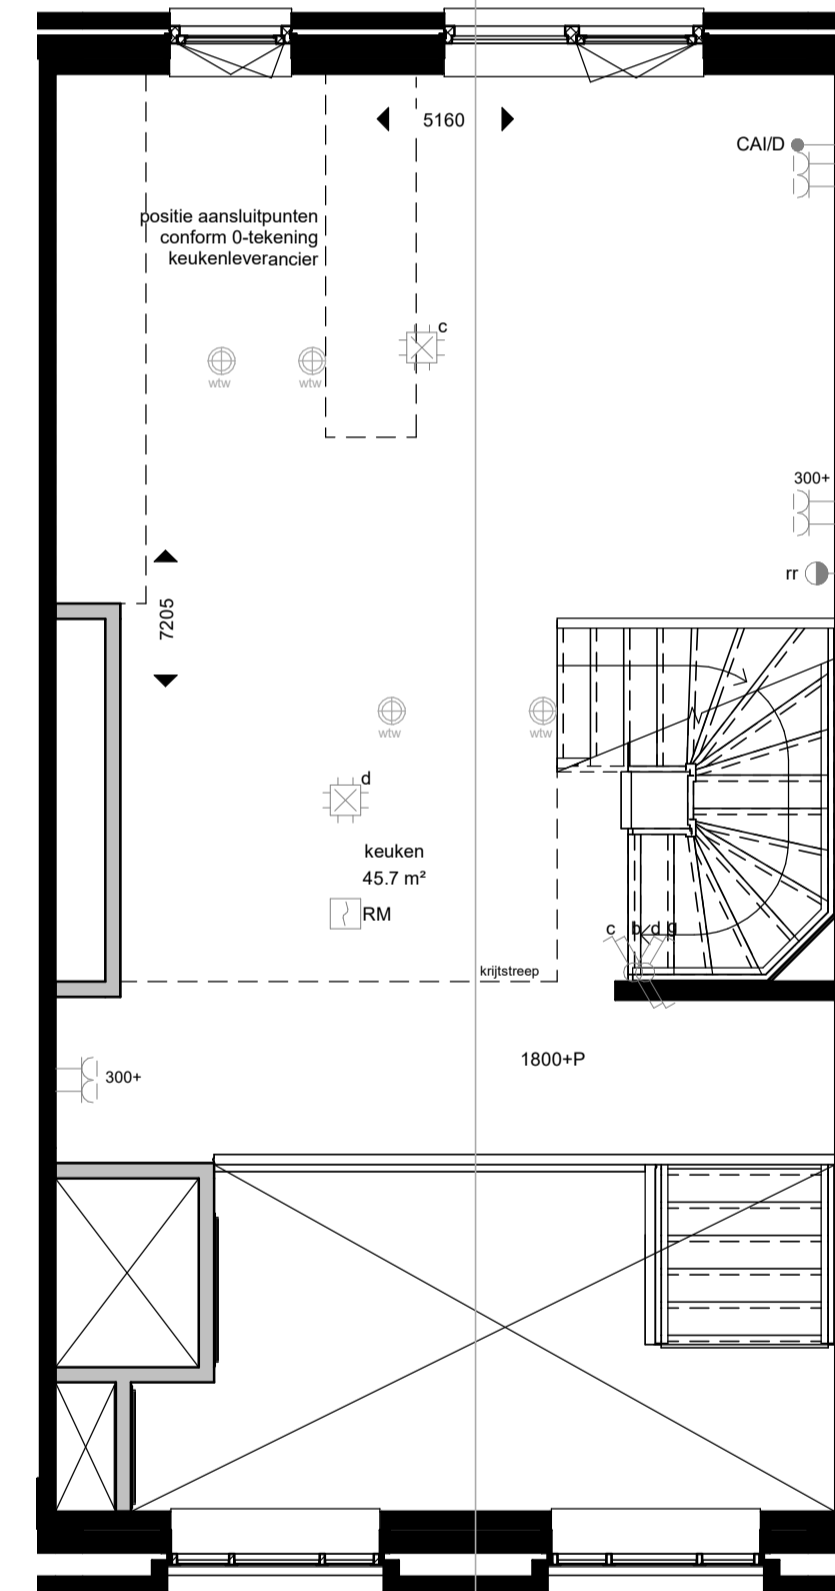 5160
CAI/D
positie aansluitpunten
conform 0-tekening
keukenleverancier
c
wtw
wtw
300+
rr
7205
wtw
wtw
d
keuken
45.7 m²
RM
c b d g
krijtstreep
1800+P
300+